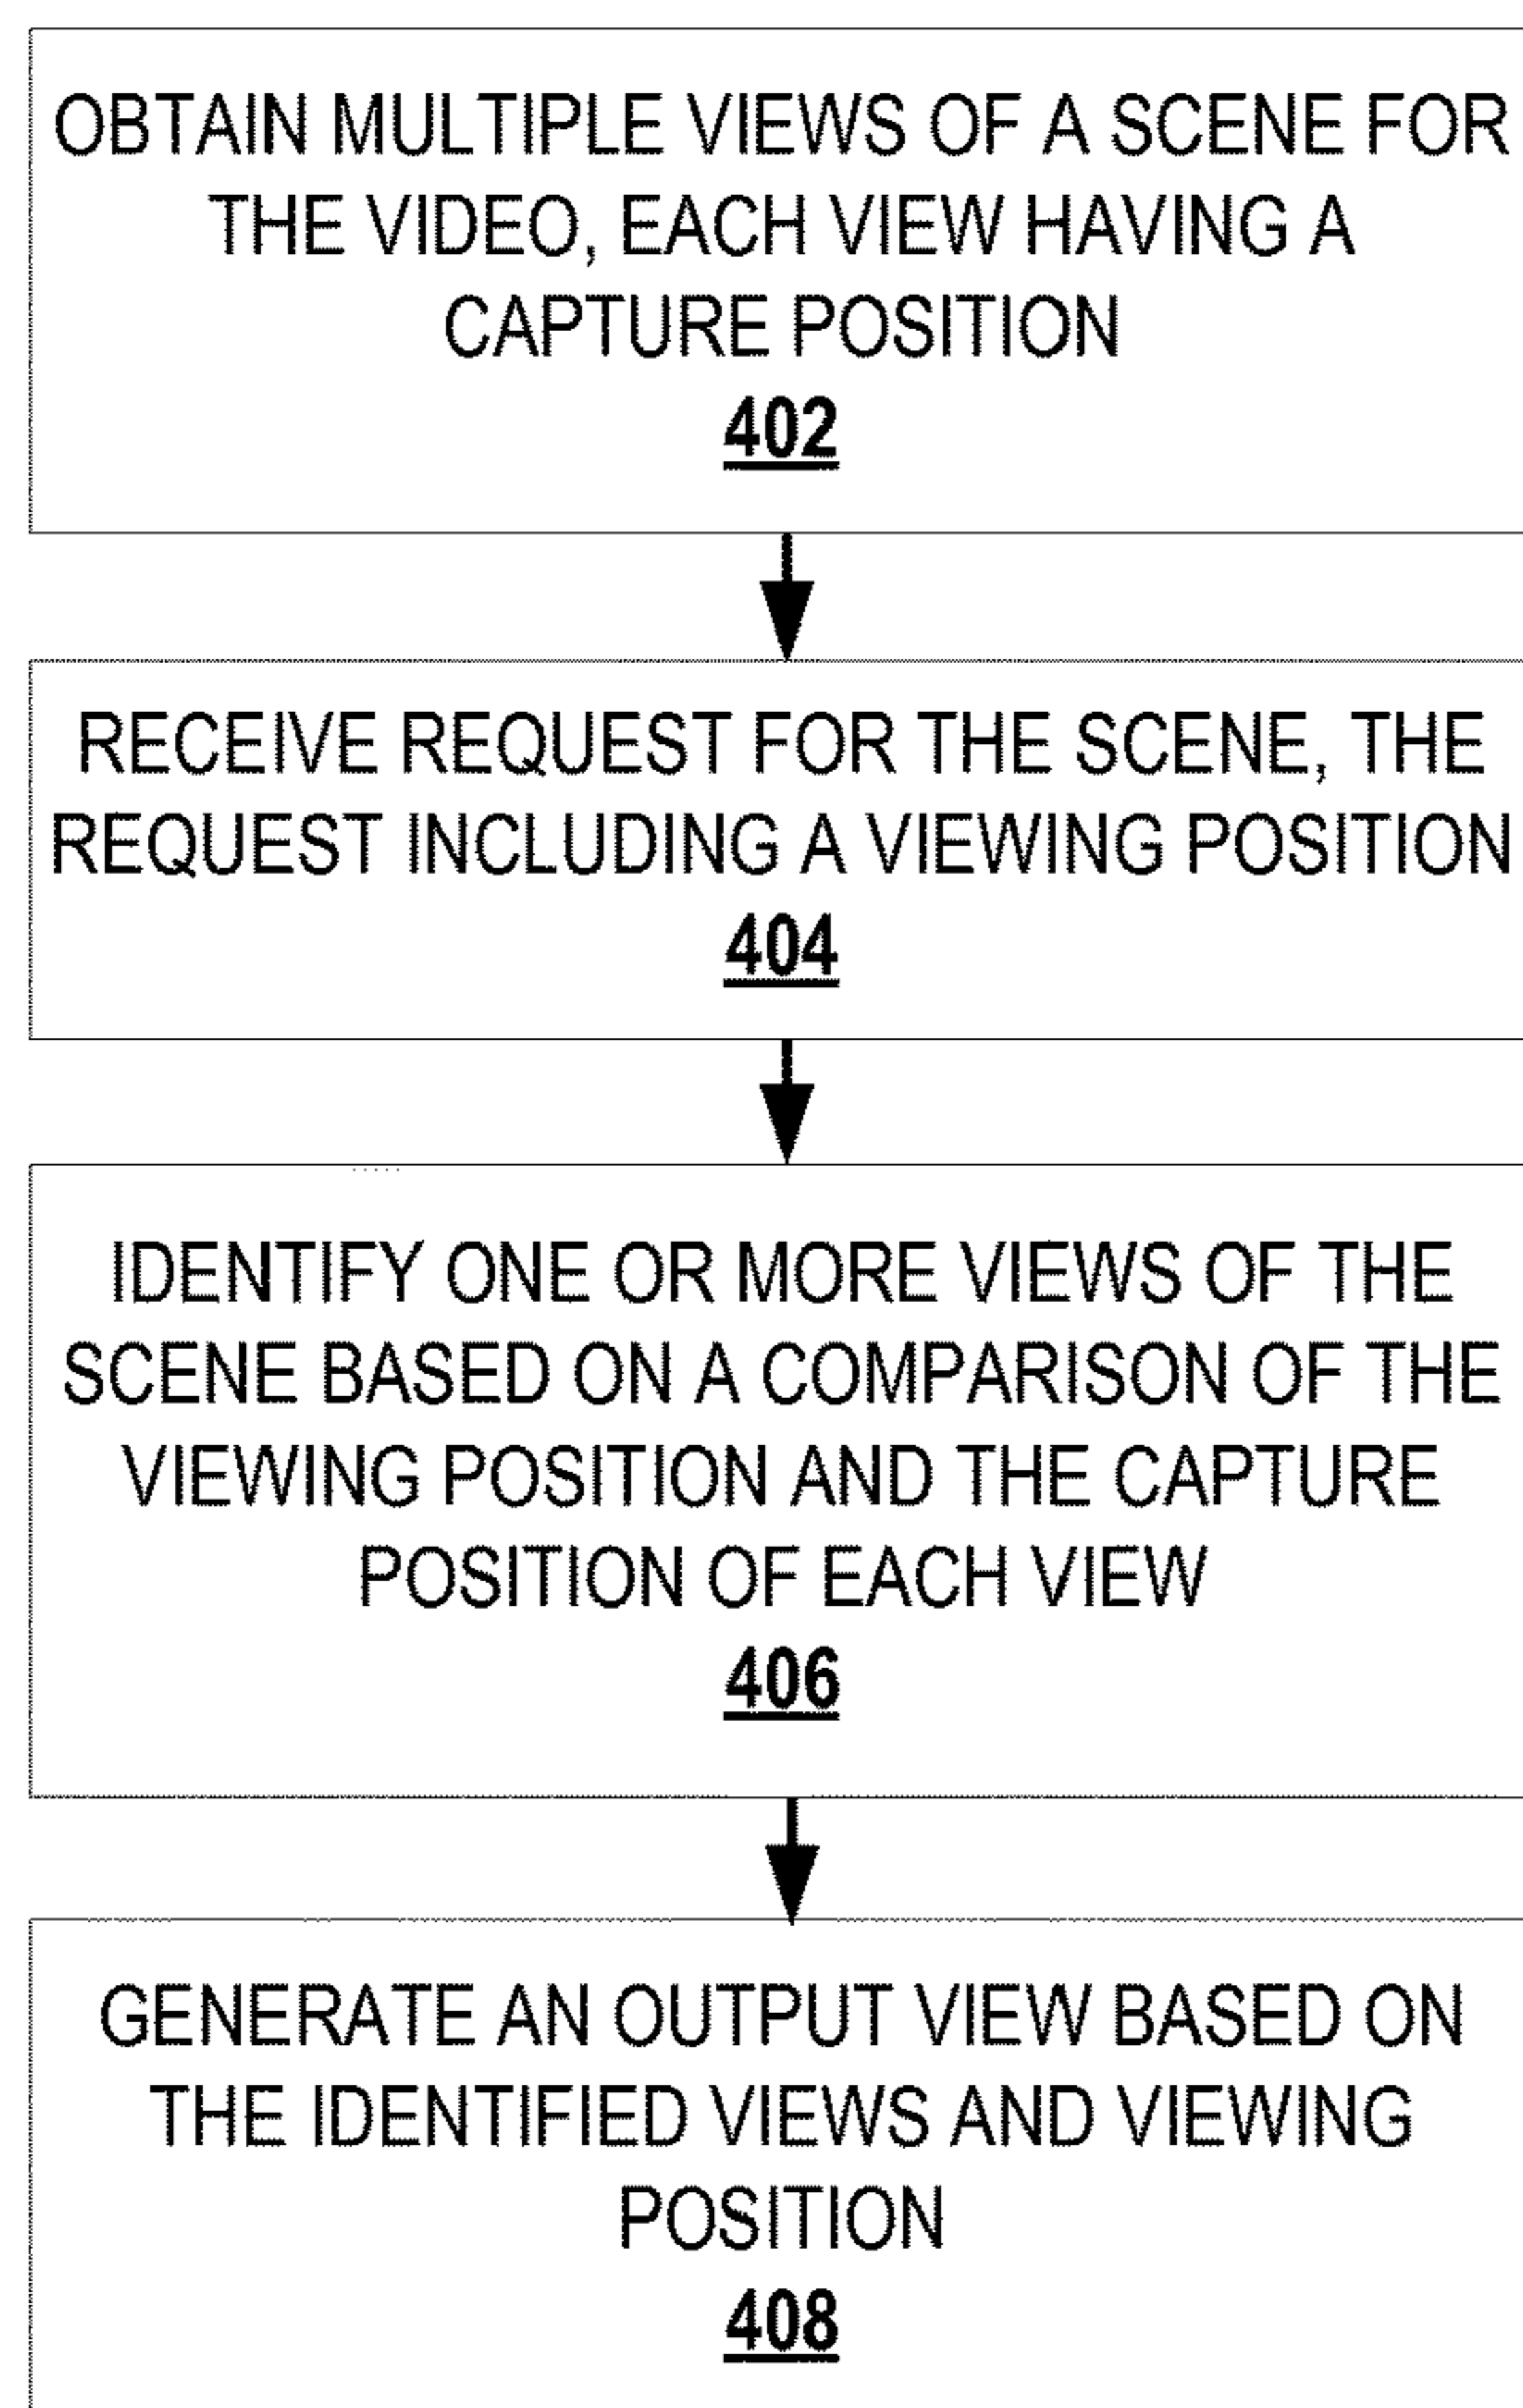 OBTAIN MULTIPLE VIEWS OF A SCENE FOR
THE VIDEO, EACH VIEW HAVING A
CAPTURE POSITION
402
RECEIVE REQUEST FOR THE SCENE, THE
REQUEST INCLUDING A VIEWING POSITION
404
IDENTIFY ONE OR MORE VIEWS OF THE
SCENE BASED ON A COMPARISON OF THE
VIEWING POSITION AND THE CAPTURE
POSITION OF EACH VIEW
406
GENERATE AN OUTPUT VIEW BASED ON
THE IDENTIFIED VIEWS AND VIEWING
POSITION
408